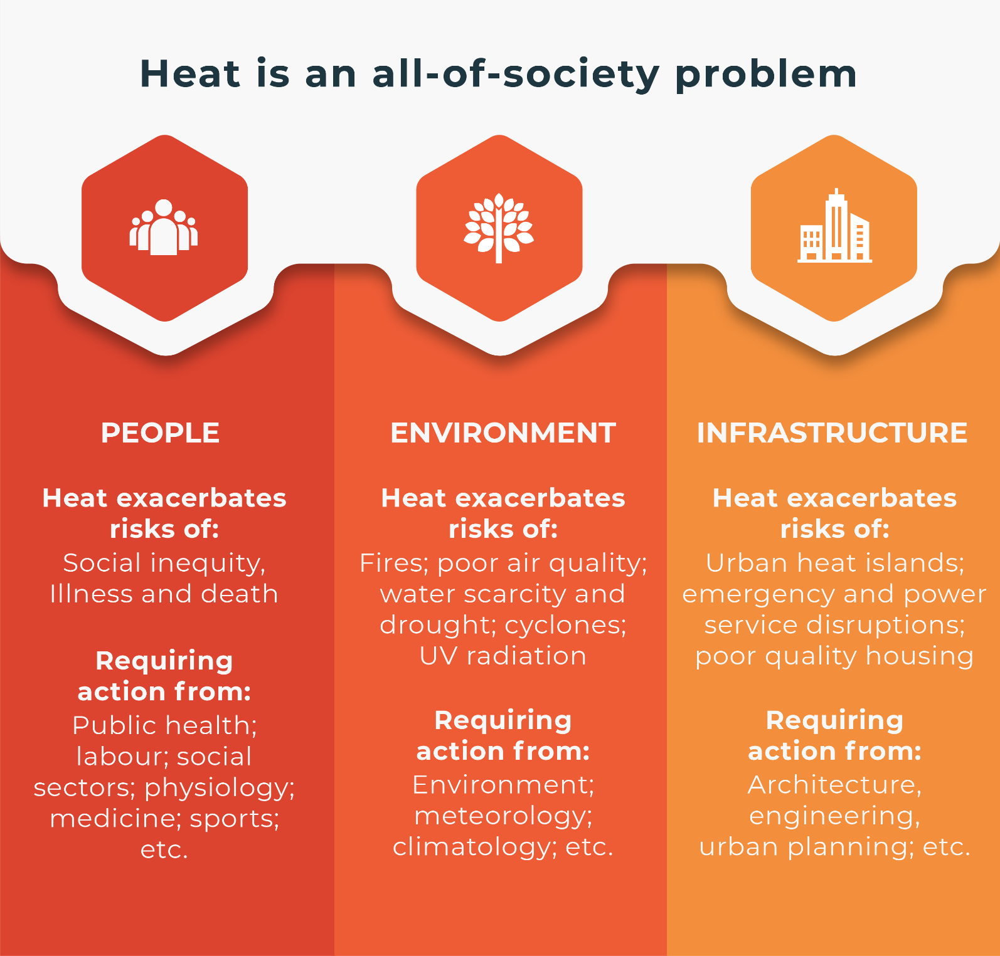 Heat is an all-of-society problem
PEOPLE
Heat exacerbates
risks of:
Social inequity,
Illness and death
Requiring
action from:
Public health;
labour; social
sectors; physiology;
medicine; sports;
etc.
ENVIRONMENT
Heat exacerbates
risks of:
Fires; poor air quality;
water scarcity and
drought; cyclones;
UV radiation
Requiring
action from:
Environment;
meteorology;
climatology; etc.
INFRASTRUCTURE
Heat exacerbates
risks of:
Urban heat islands;
emergency and power
service disruptions;
poor quality housing
Requiring
action from:
Architecture,
engineering,
urban planning; etc.